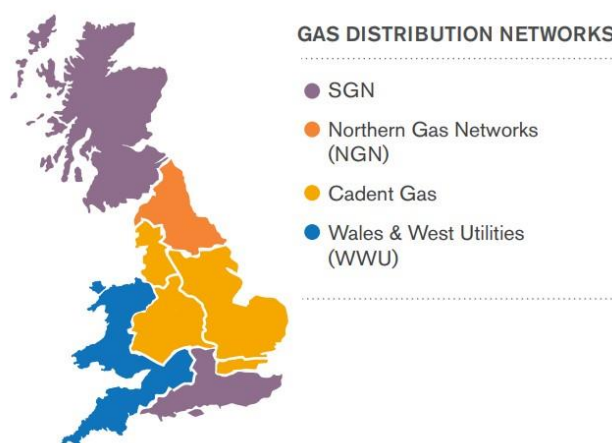 GAS DISTRIBUTION NETWORKS
SGN
Northern Gas Networks
(NGN)
Cadent Gas
Wales & West Utilities
(WWU)